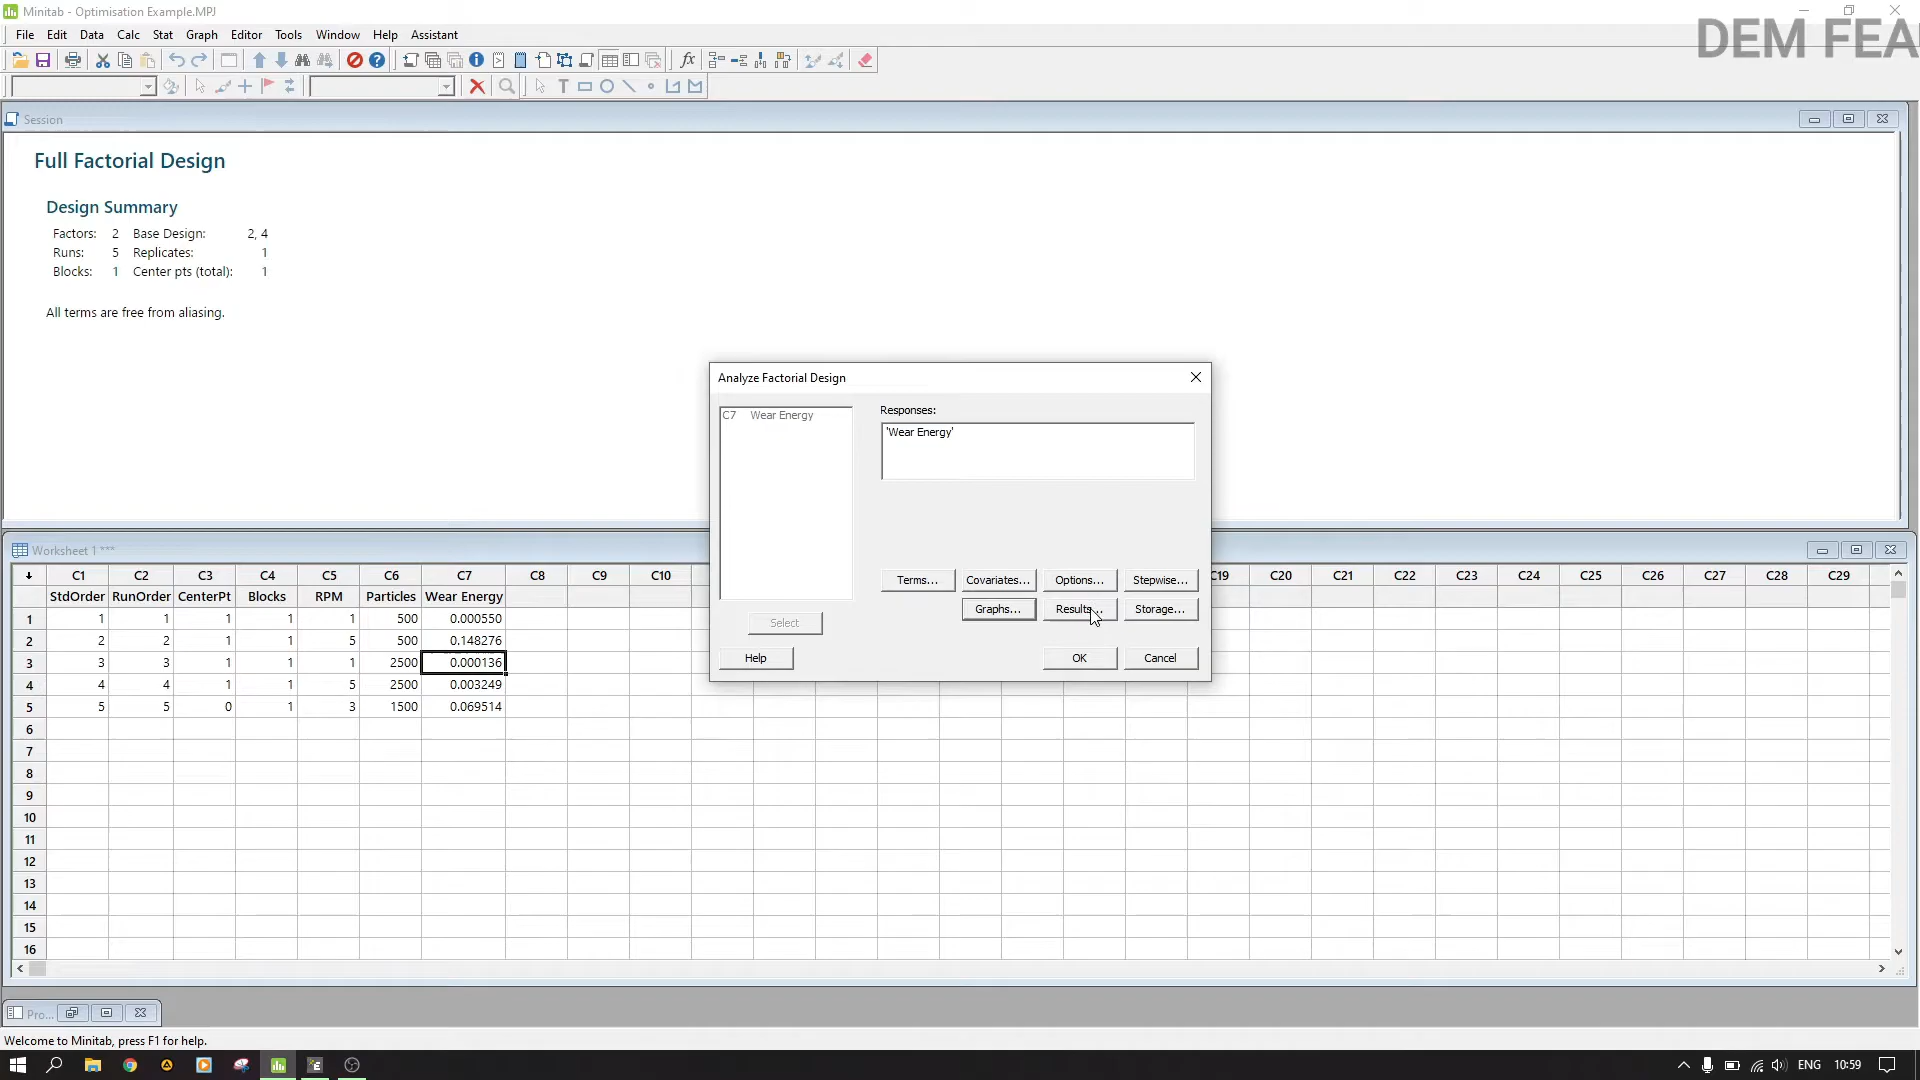 Minitab - Optimisation Example.MPJ
DEM FEA
File Edit Data Calc Stat Graph Editor Tools Window Help Assistant
Session
Full Factorial Design
Design Summary
Factors: 2 Base Design: 2, 4
Runs: 5 Replicates: 1
Blocks: 1 Center pts (total): 1
All terms are free from aliasing.
Analyze Factorial Design
C7 Wear Energy
Responses:
'Wear Energy'
Terms... Covariates... Options... Stepwise...
Graphs... Results... Storage...
Select
Help OK Cancel
Worksheet 1 ***
C1 C2 C3 C4 C5 C6 C7 C8 C9 C10 C19 C20 C21 C22 C23 C24 C25 C26 C27 C28 C29
StdOrder RunOrder CenterPt Blocks RPM Particles Wear Energy
1 1 1 1 1 1 500 0.000550
2 2 2 1 1 5 500 0.148276
3 3 3 1 1 1 2500 0.000136
4 4 4 1 1 5 2500 0.003249
5 5 5 0 1 3 1500 0.069514
6
7
8
9
10
11
12
13
14
15
16
Pro...
Welcome to Minitab, press F1 for help.
ENG 10:59